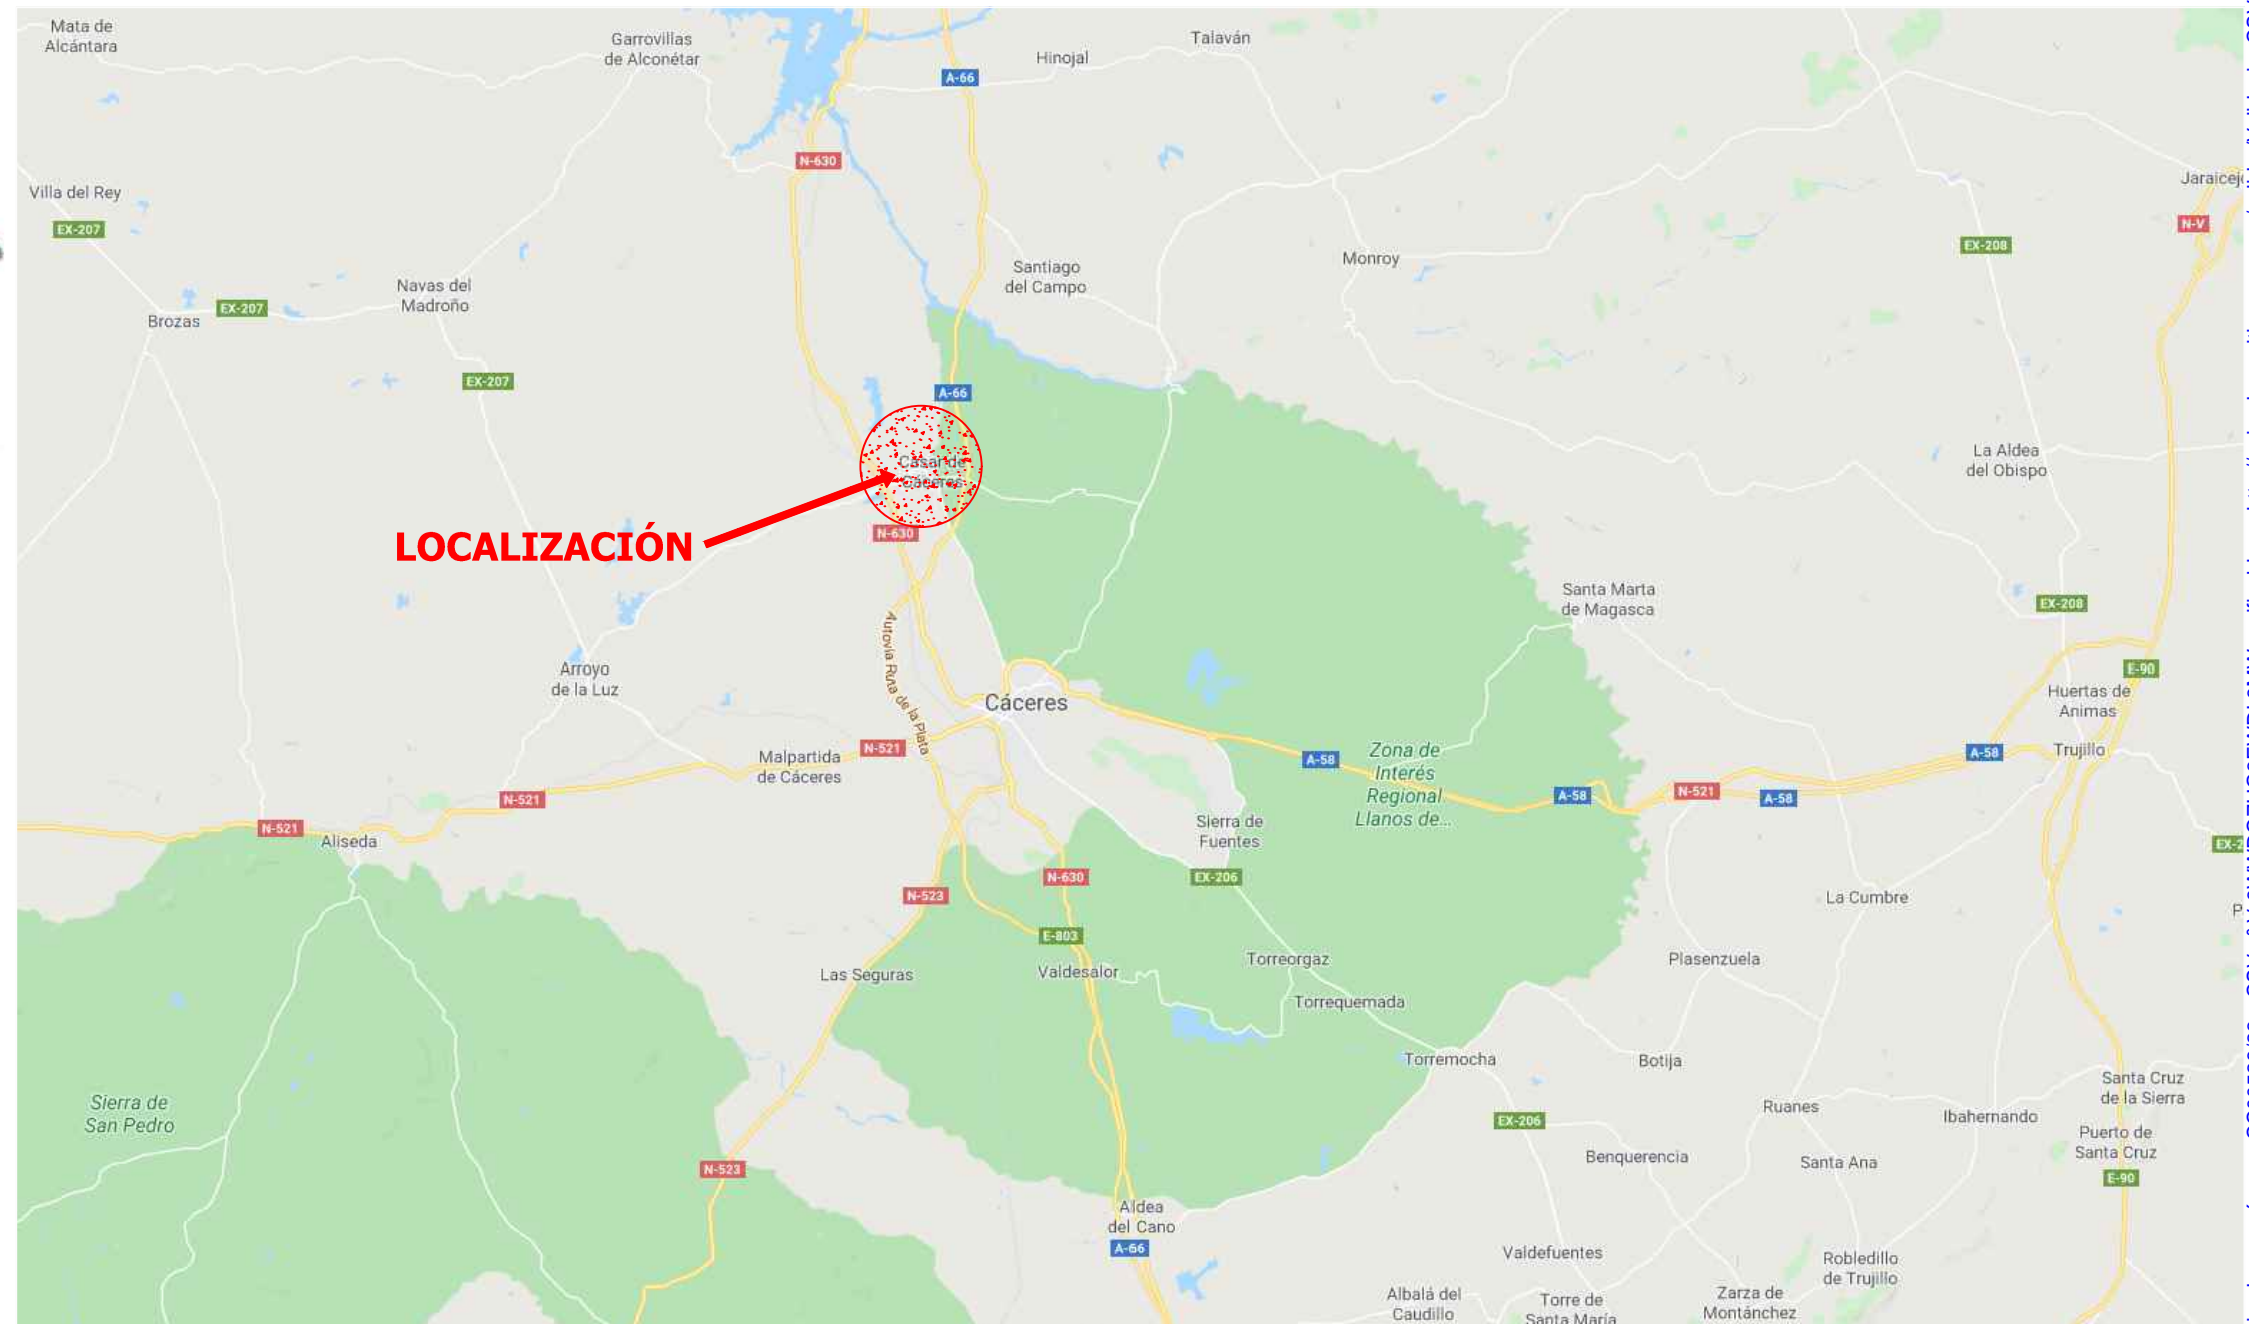 Mata de
Alcántara
Garrovillas
de Alconétar
Hinojal
Talaván
A-66
N-630
Villa del Rey
EX-207
Jaraicejo
N-V
EX-208
Monroy
Santiago
del Campo
Navas del
Madroño
EX-207
Brozas
EX-207
A-66
Casar de
Cáceres
La Aldea
del Obispo
N-630
LOCALIZACIÓN
Santa Marta
de Magasca
EX-208
Autovía Ruta de la Plata
Arroyo
de la Luz
E-90
Huertas de
Animas
Cáceres
N-521
Malpartida
de Cáceres
A-58
Zona de
Interés
Regional
Llanos de...
A-58
Trujillo
N-521
A-58
N-521
A-58
N-521
Aliseda
Sierra de
Fuentes
N-630
EX-206
N-523
La Cumbre
E-803
Las Seguras
Valdesalor
Torreorgaz
Plasenzuela
Torrequemada
Torremocha
Botija
Sierra de
San Pedro
Santa Cruz
de la Sierra
Ruanes
Ibahernando
EX-206
Puerto de
Santa Cruz
Benquerencia
Santa Ana
N-523
E-90
Aldea
del Cano
A-66
Valdefuentes
Robledillo
de Trujillo
Albalá del
Caudillo
Torre de
Santa María
Zarza de
Montánchez